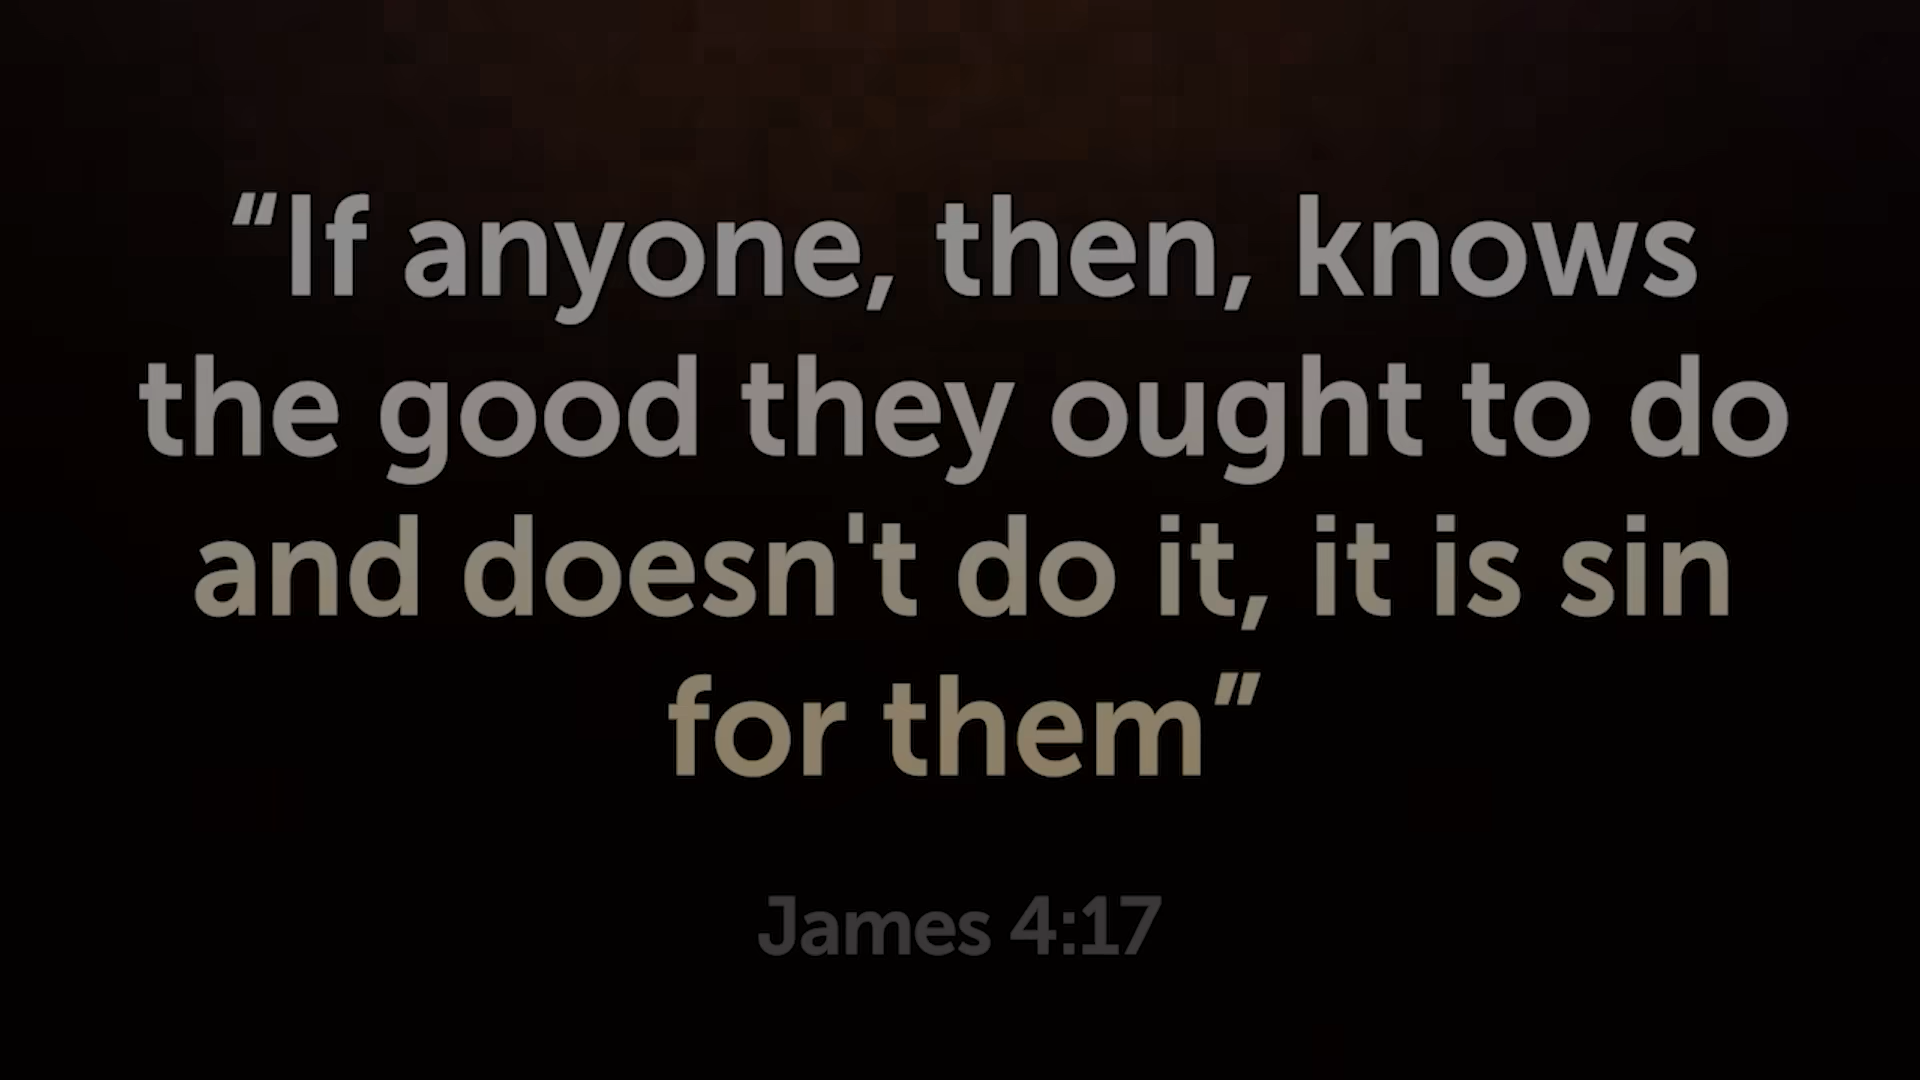 “If anyone, then, knows
the good they ought to do
and doesn't do it, it is sin
for them”
James 4:17